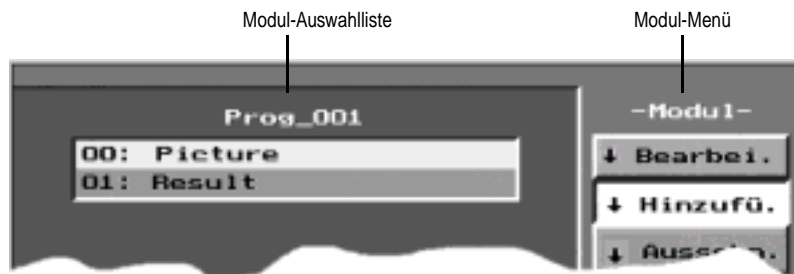 Modul-Auswahlliste
Modul-Menü
Prog_001
00: Picture
01: Result
-Modul-
↓ Bearbei.
↓ Hinzufü.